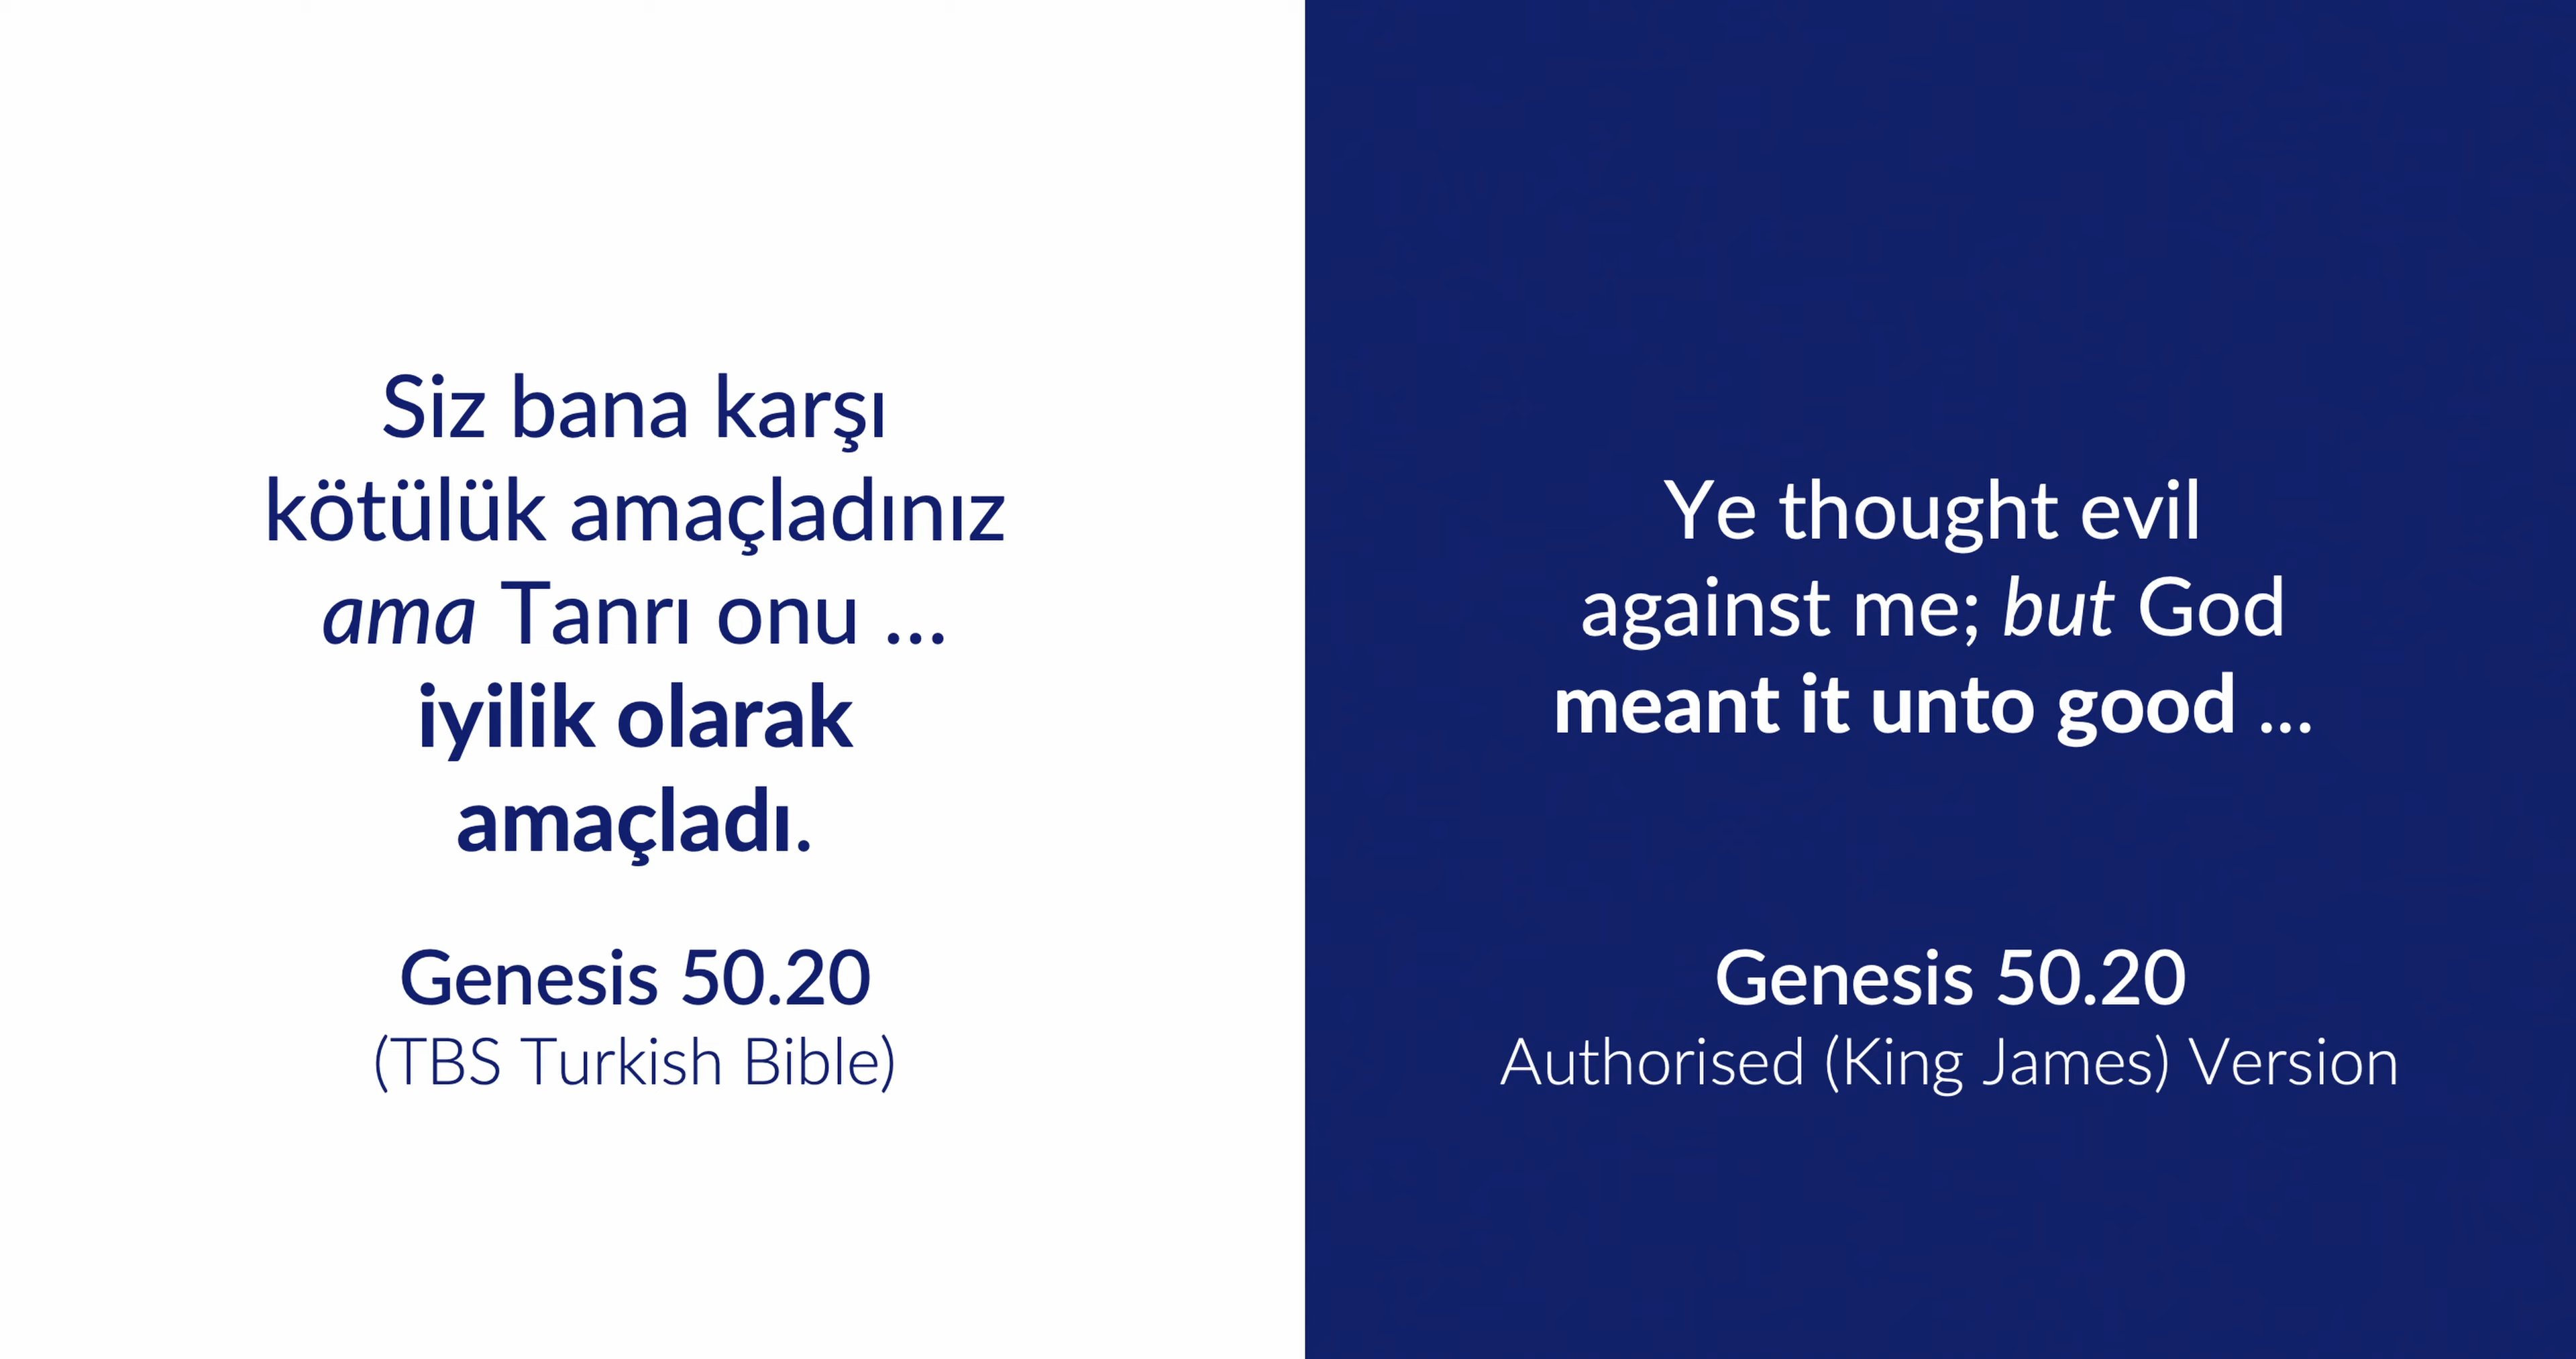 Siz bana karşı
kötülük amaçladınız
ama Tanrı onu ...
iyilik olarak
amaçladı.
Genesis 50.20
(TBS Turkish Bible)
Ye thought evil
against me; but God
meant it unto good ...
Genesis 50.20
Authorised (King James) Version